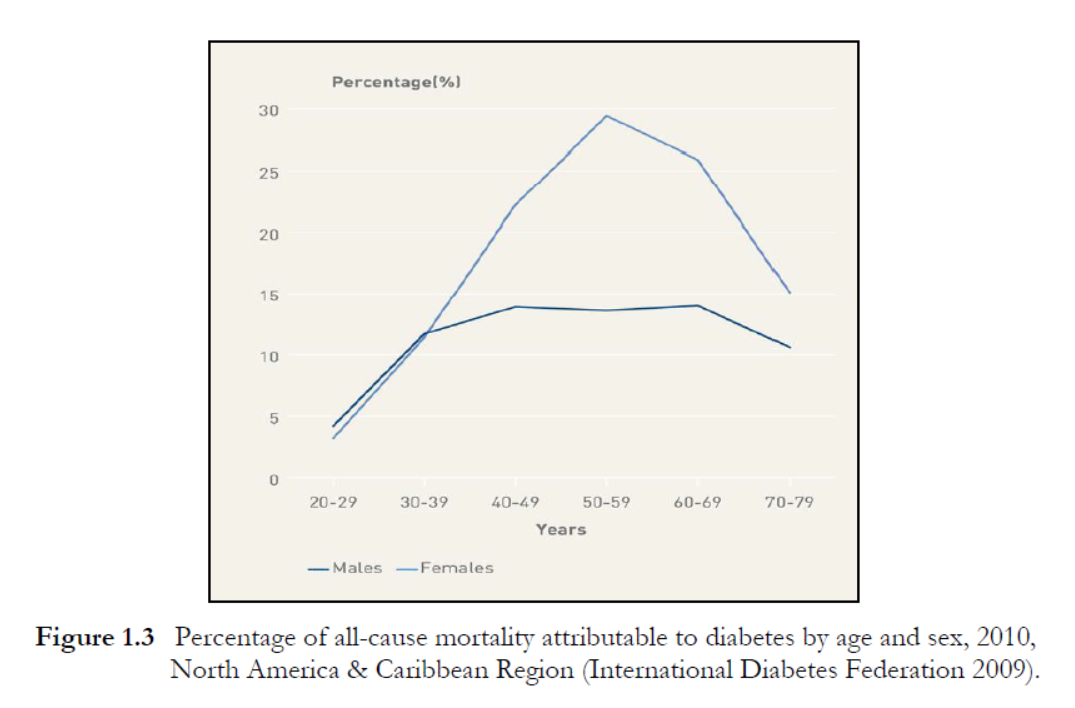 Percentage(%)
30
25
20
15
10
5
0
20-29 30-39 40-49 50-59 60-69 70-79
Years
Males Females
Figure 1.3 Percentage of all-cause mortality attributable to diabetes by age and sex, 2010,
North America & Caribbean Region (International Diabetes Federation 2009).